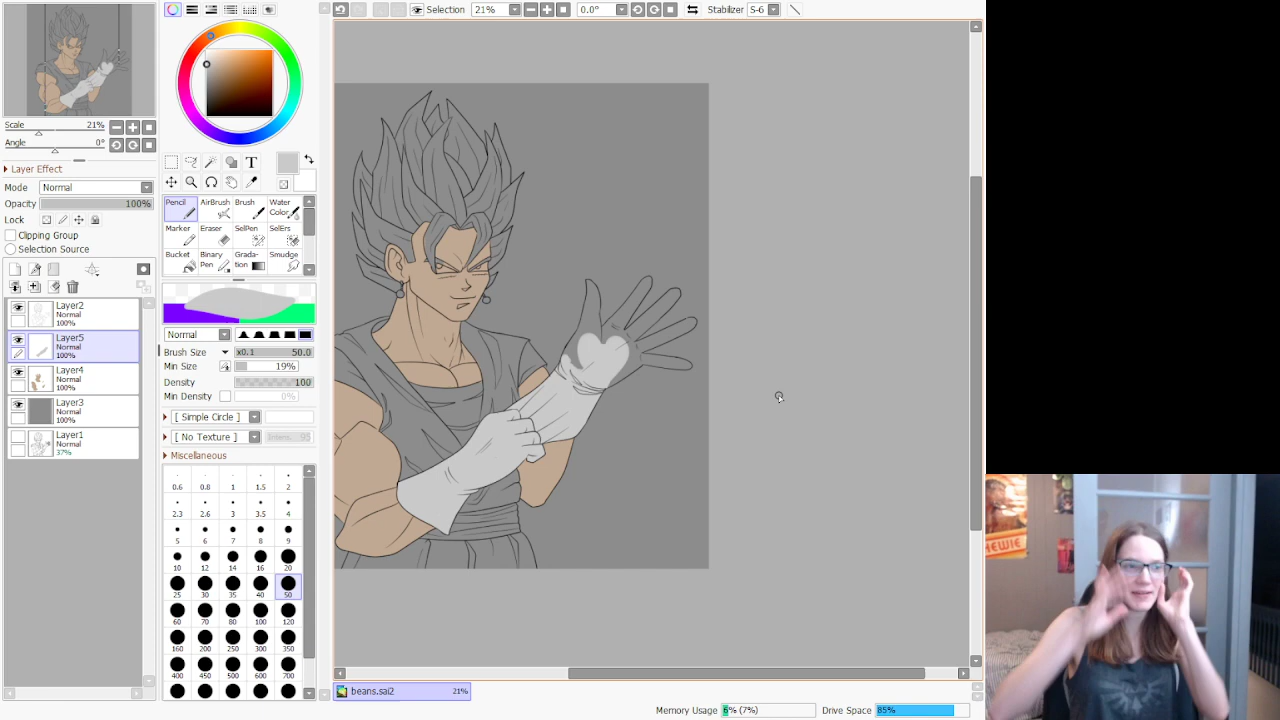 Selection 21% 0.0° Stabilizer S-6
Scale 21%
Angle 0°
Layer Effect
Mode Normal
Opacity 100%
Lock
Clipping Group
Selection Source
Layer2
Normal
100%
Layer5
Normal
100%
Layer4
Normal
100%
Layer3
Normal
100%
Layer1
Normal
37%
T
Pencil AirBrush Brush Water Color
Marker Eraser SelPen SelErs
Bucket Binary Pen Grada-tion Smudge
Normal
Brush Size x0.1 50.0
Min Size 19%
Density 100
Min Density 0%
[ Simple Circle ]
[ No Texture ] Intens. 95
Miscellaneous
0.6 0.8 1 1.5 2
2.3 2.6 3 3.5 4
5 6 7 8 9
10 12 14 16 20
25 30 35 40 50
60 70 80 100 120
160 200 250 300 350
400 450 500 600 700
beans.sai2 21%
Memory Usage 6% (7%) Drive Space 85%
HEWIE